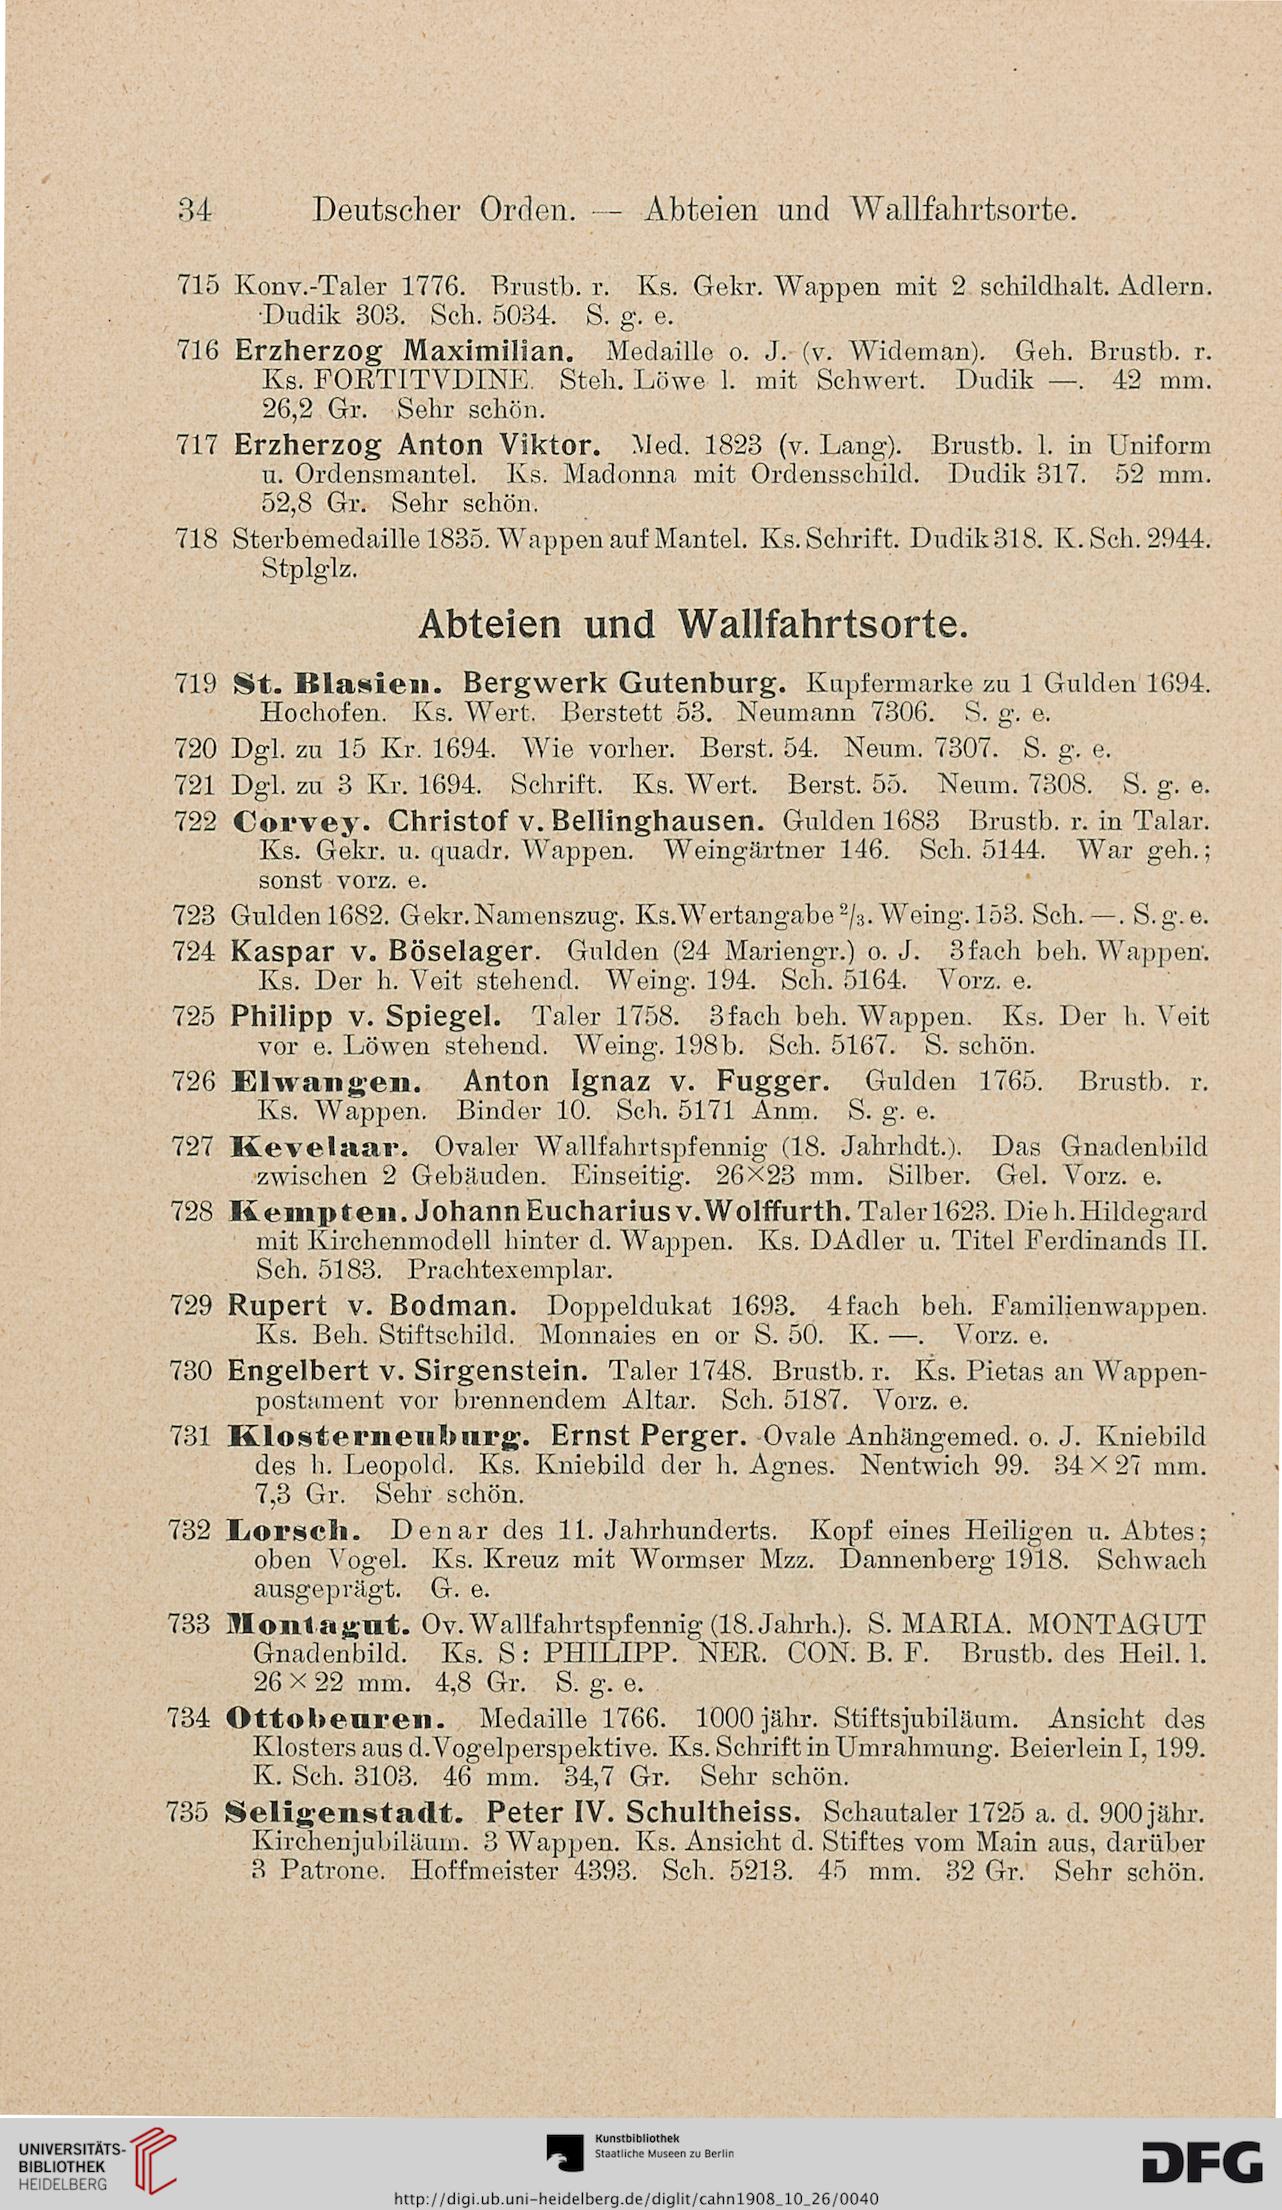 34 Deutscher Orden. — Abteien und Wallfahrtsorte.
715 Konv.-Taler 1776. Brustb. r. Ks. Gekr. Wappen mit 2 schildhalt. Adlern.
Dudik 303. Sch. 5034. S. g. e.
716 Erzherzog Maximilian. Medaille o. J. (v. Wideman). Geh. Brustb. r.
Ks. FORTITVDINE. Steh. Löwe l. mit Schwert. Dudik —. 42 mm.
26,2 Gr. Sehr schön.
717 Erzherzog Anton Viktor. Med. 1823 (v. Lang). Brustb. l. in Uniform
u. Ordensmantel. Ks. Madonna mit Ordensschild. Dudik 317. 52 mm.
52,8 Gr. Sehr schön.
718 Sterbemedaille 1835. Wappen auf Mantel. Ks. Schrift. Dudik 318. K. Sch. 2944.
Stplglz.
Abteien und Wallfahrtsorte.
719 St. Blasien. Bergwerk Gutenburg. Kupfermarke zu 1 Gulden 1694.
Hochofen. Ks. Wert. Berstett 53. Neumann 7306. S. g. e.
720 Dgl. zu 15 Kr. 1694. Wie vorher. Berst. 54. Neum. 7307. S. g. e.
721 Dgl. zu 3 Kr. 1694. Schrift. Ks. Wert. Berst. 55. Neum. 7308. S. g. e.
722 Corvey. Christof v. Bellinghausen. Gulden 1683 Brustb. r. in Talar.
Ks. Gekr. u. quadr. Wappen. Weingärtner 146. Sch. 5144. War geh.;
sonst vorz. e.
723 Gulden 1682. Gekr. Namenszug. Ks. Wertangabe 2/3. Weing. 153. Sch. —. S. g. e.
724 Kaspar v. Böselager. Gulden (24 Mariengr.) o. J. 3fach beh. Wappen.
Ks. Der h. Veit stehend. Weing. 194. Sch. 5164. Vorz. e.
725 Philipp v. Spiegel. Taler 1758. 3fach beh. Wappen. Ks. Der h. Veit
vor e. Löwen stehend. Weing. 198b. Sch. 5167. S. schön.
726 Elwangen. Anton Ignaz v. Fugger. Gulden 1765. Brustb. r.
Ks. Wappen. Binder 10. Sch. 5171 Anm. S. g. e.
727 Kevelaar. Ovaler Wallfahrtspfennig (18. Jahrhdt.). Das Gnadenbild
zwischen 2 Gebäuden. Einseitig. 26×23 mm. Silber. Gel. Vorz. e.
728 Kempten. Johann Eucharius v. Wolffurth. Taler 1623. Die h. Hildegard
mit Kirchenmodell hinter d. Wappen. Ks. DAdler u. Titel Ferdinands II.
Sch. 5183. Prachtexemplar.
729 Rupert v. Bodman. Doppeldukat 1693. 4fach beh. Familienwappen.
Ks. Beh. Stiftschild. Monnaies en or S. 50. K. —. Vorz. e.
730 Engelbert v. Sirgenstein. Taler 1748. Brustb. r. Ks. Pietas an Wappen-
postament vor brennendem Altar. Sch. 5187. Vorz. e.
731 Klosterneuburg. Ernst Perger. Ovale Anhängemed. o. J. Kniebild
des h. Leopold. Ks. Kniebild der h. Agnes. Nentwich 99. 34×27 mm.
7,3 Gr. Sehr schön.
732 Lorsch. Denar des 11. Jahrhunderts. Kopf eines Heiligen u. Abtes;
oben Vogel. Ks. Kreuz mit Wormser Mzz. Dannenberg 1918. Schwach
ausgeprägt. G. e.
733 Montagut. Ov. Wallfahrtspfennig (18. Jahrh.). S. MARIA. MONTAGUT
Gnadenbild. Ks. S: PHILIPP. NER. CON. B. F. Brustb. des Heil. l.
26×22 mm. 4,8 Gr. S. g. e.
734 Ottobeuren. Medaille 1766. 1000jähr. Stiftsjubiläum. Ansicht des
Klosters aus d. Vogelperspektive. Ks. Schrift in Umrahmung. Beierlein I, 199.
K. Sch. 3103. 46 mm. 34,7 Gr. Sehr schön.
735 Seligenstadt. Peter IV. Schultheiss. Schautaler 1725 a. d. 900jähr.
Kirchenjubiläum. 3 Wappen. Ks. Ansicht d. Stiftes vom Main aus, darüber
3 Patrone. Hoffmeister 4393. Sch. 5213. 45 mm. 32 Gr. Sehr schön.
UNIVERSITÄTS-
BIBLIOTHEK
HEIDELBERG
Kunstbibliothek
Staatliche Museen zu Berlin
DFG
http://digi.ub.uni-heidelberg.de/diglit/cahn1908_10_26/0040